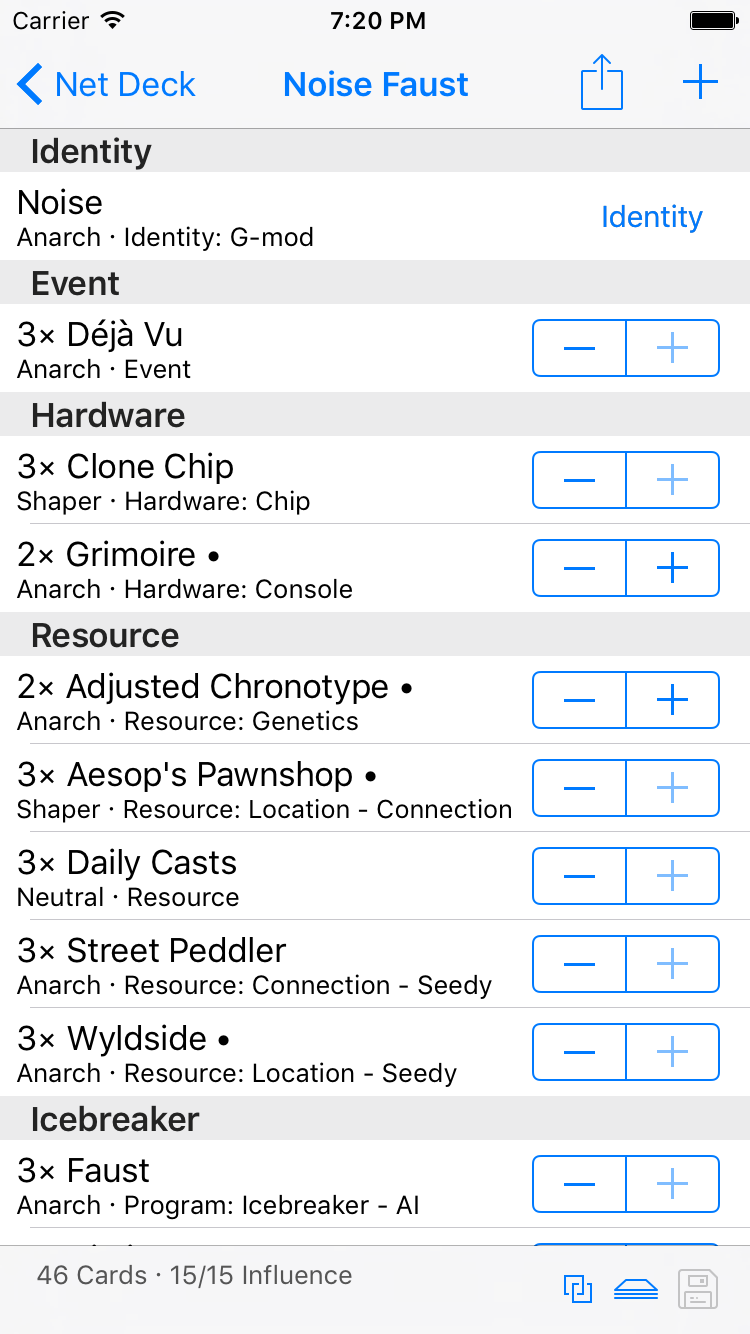 Carrier 7:20 PM
Net Deck Noise Faust
Identity
Noise
Anarch · Identity: G-mod
Identity
Event
3× Déjà Vu
Anarch · Event
Hardware
3× Clone Chip
Shaper · Hardware: Chip
2× Grimoire •
Anarch · Hardware: Console
Resource
2× Adjusted Chronotype •
Anarch · Resource: Genetics
3× Aesop's Pawnshop •
Shaper · Resource: Location - Connection
3× Daily Casts
Neutral · Resource
3× Street Peddler
Anarch · Resource: Connection - Seedy
3× Wyldside •
Anarch · Resource: Location - Seedy
Icebreaker
3× Faust
Anarch · Program: Icebreaker - AI
46 Cards · 15/15 Influence